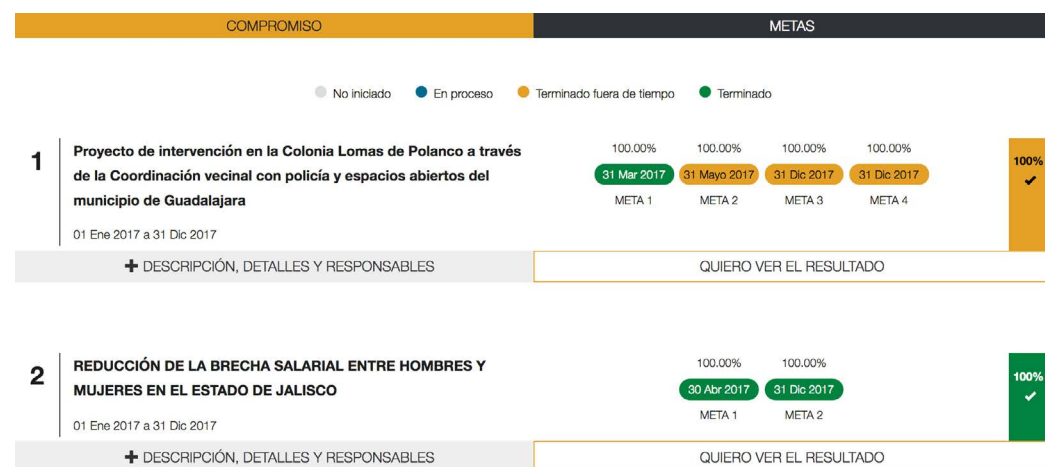 COMPROMISO METAS
No iniciado En proceso Terminado fuera de tiempo Terminado
1
Proyecto de intervención en la Colonia Lomas de Polanco a través
de la Coordinación vecinal con policía y espacios abiertos del
municipio de Guadalajara
01 Ene 2017 a 31 Dic 2017
100.00% 100.00% 100.00% 100.00%
31 Mar 2017 31 Mayo 2017 31 Dic 2017 31 Dic 2017
META 1 META 2 META 3 META 4
100%
+ DESCRIPCIÓN, DETALLES Y RESPONSABLES QUIERO VER EL RESULTADO
2
REDUCCIÓN DE LA BRECHA SALARIAL ENTRE HOMBRES Y
MUJERES EN EL ESTADO DE JALISCO
01 Ene 2017 a 31 Dic 2017
100.00% 100.00%
30 Abr 2017 31 Dic 2017
META 1 META 2
100%
+ DESCRIPCIÓN, DETALLES Y RESPONSABLES QUIERO VER EL RESULTADO